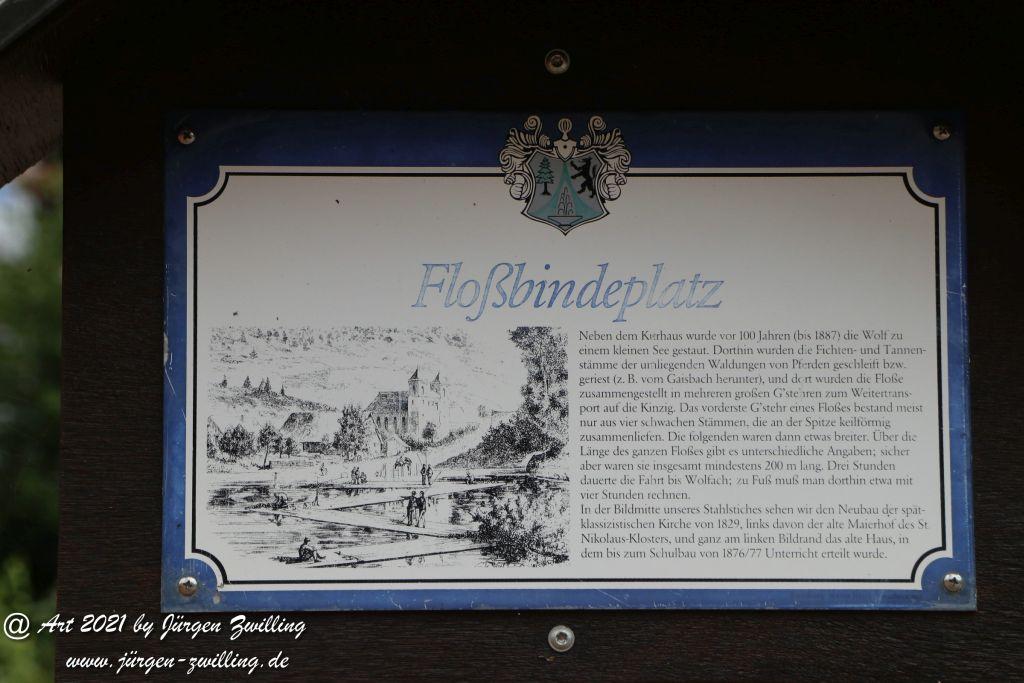 Floßbindeplatz
Neben dem Kurhaus wurde vor 100 Jahren (bis 1887) die Wolf zu
einem kleinen See gestaut. Dorthin wurden die Fichten- und Tannen-
stämme der umliegenden Waldungen von Pferden geschleift bzw.
geriest (z. B. vom Gaisbach herunter), und dort wurden die Floße
zusammengestellt in mehreren großen G'stehren zum Weitertrans-
port auf die Kinzig. Das vorderste G'stehr eines Floßes bestand meist
nur aus vier schwachen Stämmen, die an der Spitze keilförmig
zusammenliefen. Die folgenden waren dann etwas breiter. Über die
Länge des ganzen Floßes gibt es unterschiedliche Angaben; sicher
aber waren sie insgesamt mindestens 200 m lang. Drei Stunden
dauerte die Fahrt bis Wolfach; zu Fuß muß man dorthin etwa mit
vier Stunden rechnen.
In der Bildmitte unseres Stahlstiches sehen wir den Neubau der spät-
klassizistischen Kirche von 1829, links davon der alte Maierhof des St.
Nikolaus-Klosters, und ganz am linken Bildrand das alte Haus, in
dem bis zum Schulbau von 1876/77 Unterricht erteilt wurde.
@ Art 2021 by Jürgen Zwilling
www.jürgen-zwilling.de